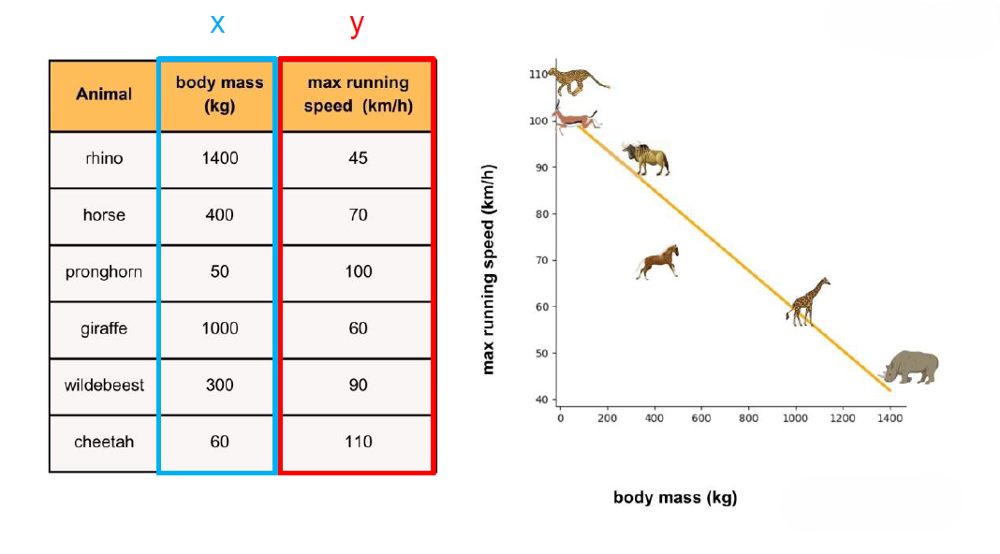 x y
Animal body mass (kg) max running speed (km/h)
rhino 1400 45
horse 400 70
pronghorn 50 100
giraffe 1000 60
wildebeest 300 90
cheetah 60 110
max running speed (km/h)
110
100
90
80
70
60
50
40
0 200 400 600 800 1000 1200 1400
body mass (kg)